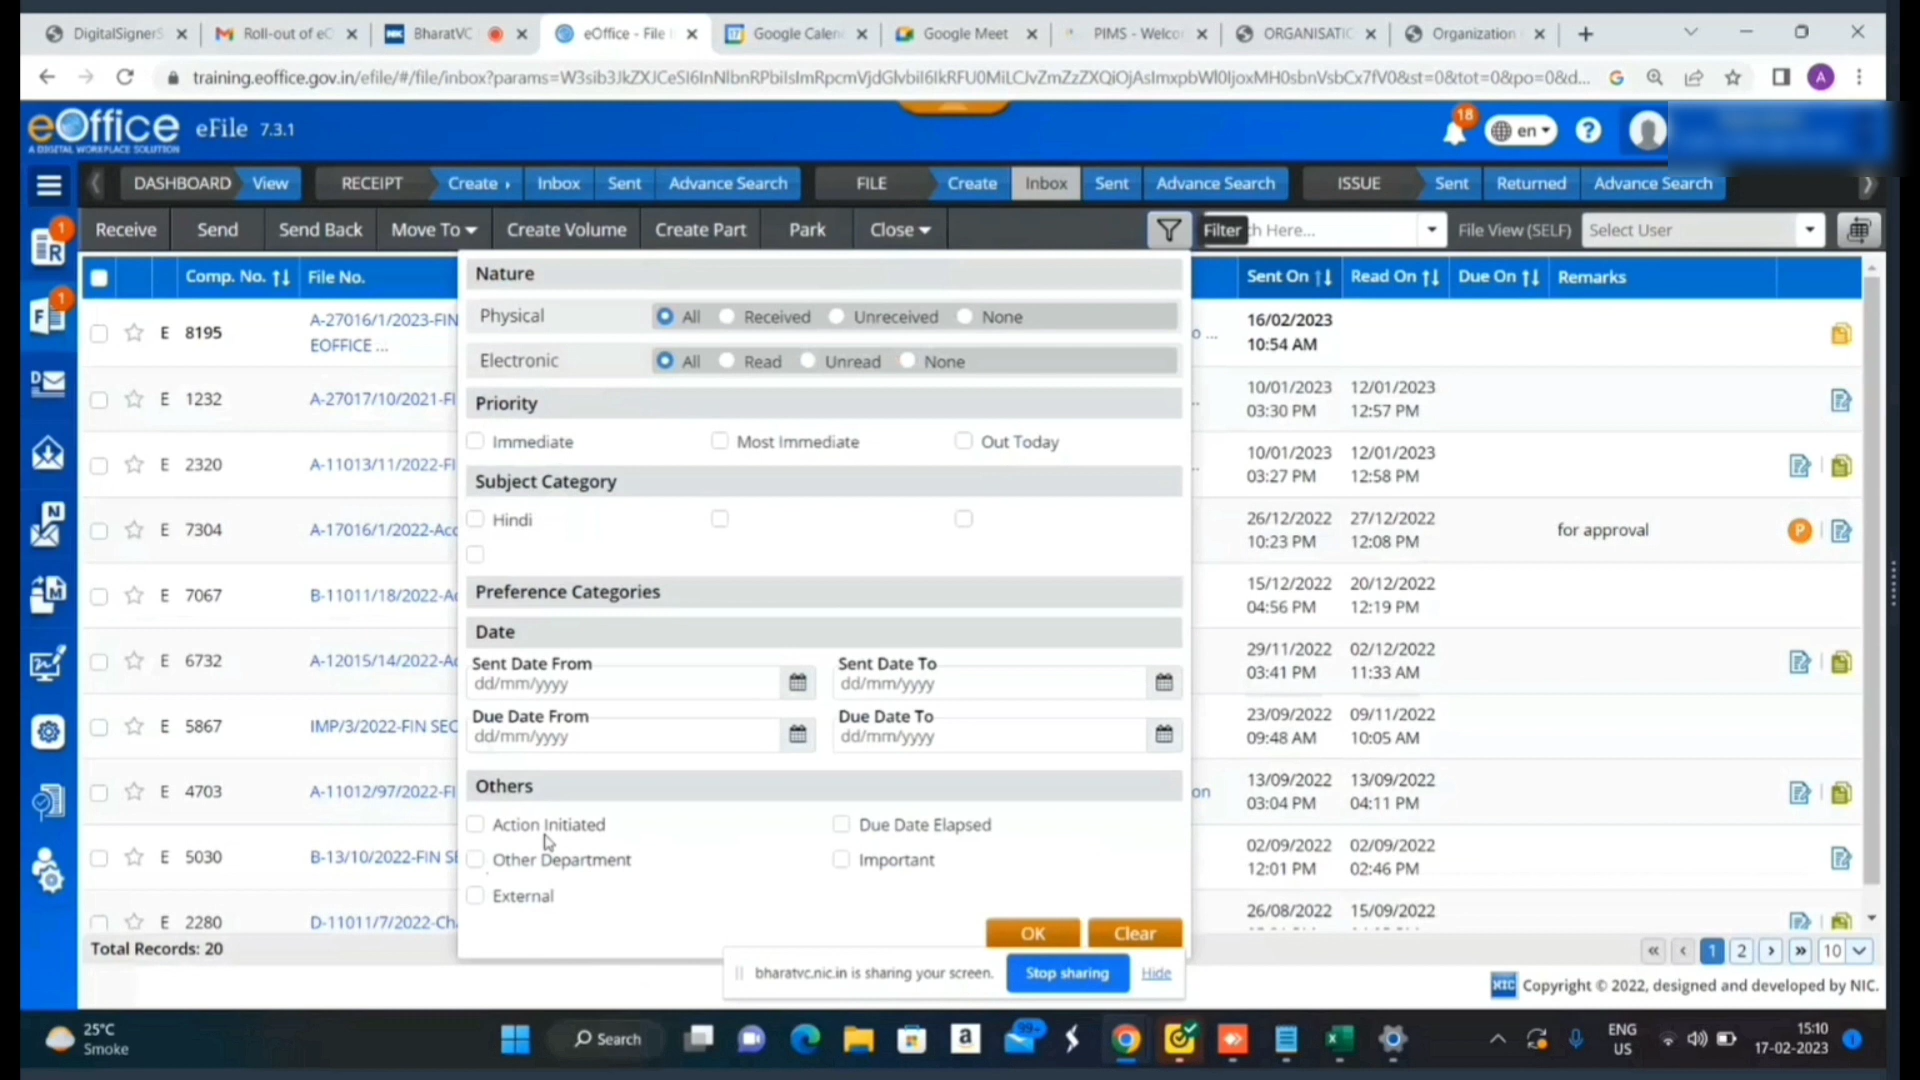 DigitalSignerS
Roll-out of eO
BharatVC
eOffice - File I
Google Calen
Google Meet
PIMS - Welco
ORGANISATIO
Organization
training.eoffice.gov.in/efile/#/file/inbox?params=
eOffice eFile 7.3.1
A DIGITAL WORKPLACE SOLUTION
18
en
DASHBOARD View RECEIPT Create Inbox Sent Advance Search FILE Create Inbox Sent Advance Search ISSUE Sent Returned Advance Search
Receive Send Send Back Move To Create Volume Create Part Park Close Filter h Here... File View (SELF) Select User
Comp. No. File No. Sent On Read On Due On Remarks
E 8195 A-27016/1/2023-FIN 16/02/2023
EOFFICE ... 10:54 AM
E 1232 A-27017/10/2021-FI 10/01/2023 12/01/2023
03:30 PM 12:57 PM
E 2320 A-11013/11/2022-FI 10/01/2023 12/01/2023
03:27 PM 12:58 PM
E 7304 A-17016/1/2022-Acc 26/12/2022 27/12/2022 for approval P
10:23 PM 12:08 PM
E 7067 B-11011/18/2022-A 15/12/2022 20/12/2022
04:56 PM 12:19 PM
E 6732 A-12015/14/2022-A 29/11/2022 02/12/2022
03:41 PM 11:33 AM
E 5867 IMP/3/2022-FIN SEC 23/09/2022 09/11/2022
09:48 AM 10:05 AM
E 4703 A-11012/97/2022-FI on 13/09/2022 13/09/2022
03:04 PM 04:11 PM
E 5030 B-13/10/2022-FIN SE 02/09/2022 02/09/2022
12:01 PM 02:46 PM
E 2280 D-11011/7/2022-Ch 26/08/2022 15/09/2022
Nature
Physical All Received Unreceived None
Electronic All Read Unread None
Priority
Immediate Most Immediate Out Today
Subject Category
Hindi
Preference Categories
Date
Sent Date From Sent Date To
dd/mm/yyyy dd/mm/yyyy
Due Date From Due Date To
dd/mm/yyyy dd/mm/yyyy
Others
Action Initiated Due Date Elapsed
Other Department Important
External
OK Clear
Total Records: 20
« ‹ 1 2 › » 10
bharatvc.nic.in is sharing your screen. Stop sharing Hide
NIC Copyright © 2022, designed and developed by NIC.
25°C
Smoke
Search
99+
ENG
US
15:10
17-02-2023